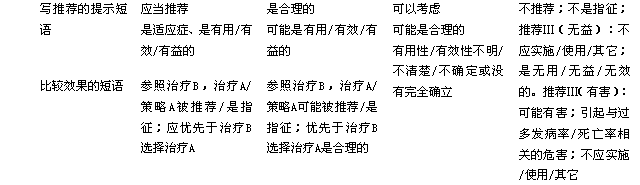 写推荐的提示短语
应当推荐
是适应症、是有用/有效/有益的
是合理的
可能是有用/有效/有益的
可以考虑
可能是合理的
有用性/有效性不明/不清楚/不确定或没有完全确立
不推荐；不是指征；
推荐III（无益）：不应实施/使用/其它；
是无用/无益/无效的。推荐III(有害)：
可能有害；引起与过多发病率/死亡率相关的危害；不应实施/使用/其它
比较效果的短语
参照治疗B，治疗A/策略A被推荐/是指征；应优先于治疗B选择治疗A
参照治疗B，治疗A/策略A可能被推荐/是指征；优先于治疗B选择治疗A是合理的